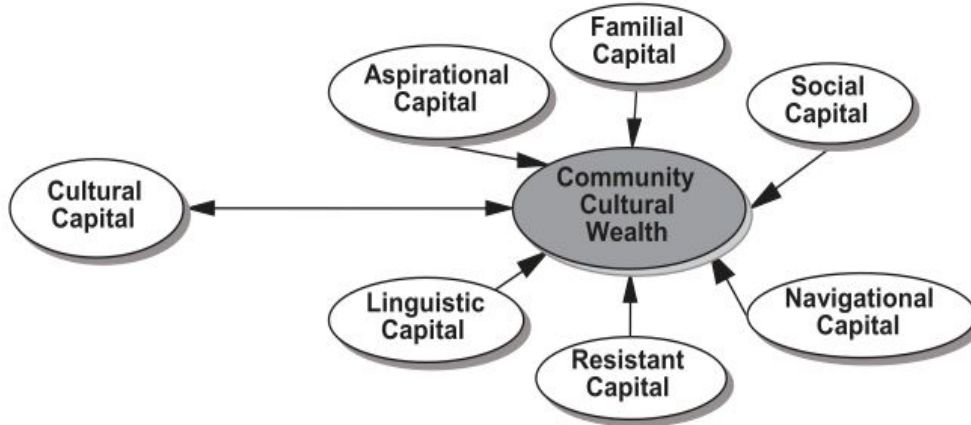 Familial
Capital
Aspirational
Capital
Social
Capital
Cultural
Capital
Community
Cultural
Wealth
Linguistic
Capital
Resistant
Capital
Navigational
Capital